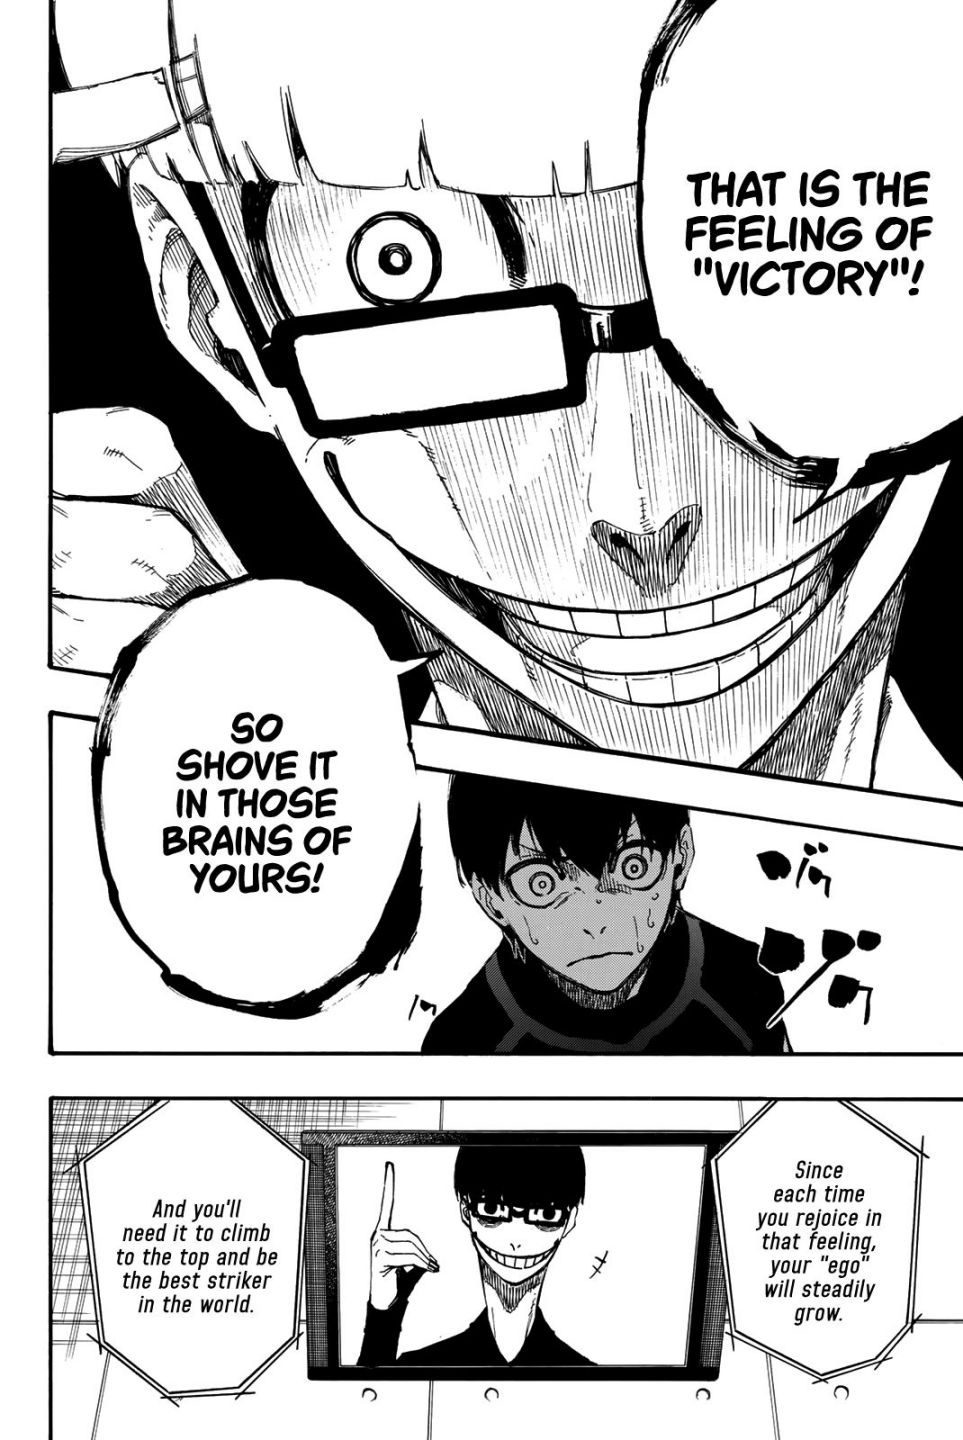 THAT IS THE
FEELING OF
"VICTORY"!
SO
SHOVE IT
IN THOSE
BRAINS OF
YOURS!
Since
each time
you rejoice in
that feeling,
your "ego"
will steadily
grow.
And you'll
need it to climb
to the top and be
the best striker
in the world.